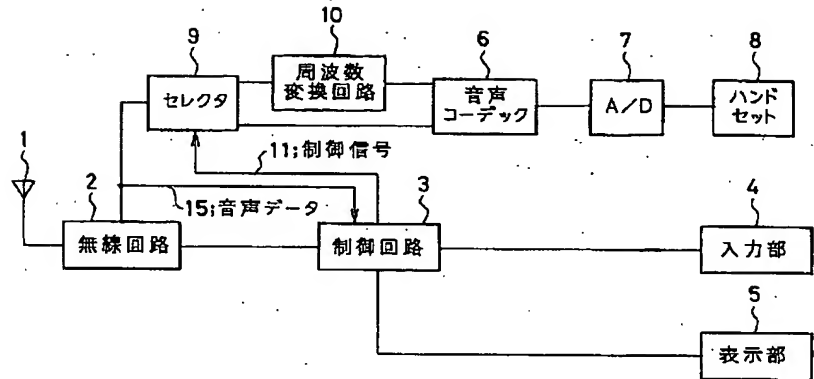 9
セレクタ
10
周波数
変換回路
6
音声
コーデック
7
A/D
8
ハンド
セット
11;制御信号
1
2
無線回路
15;音声データ
3
制御回路
4
入力部
5
表示部